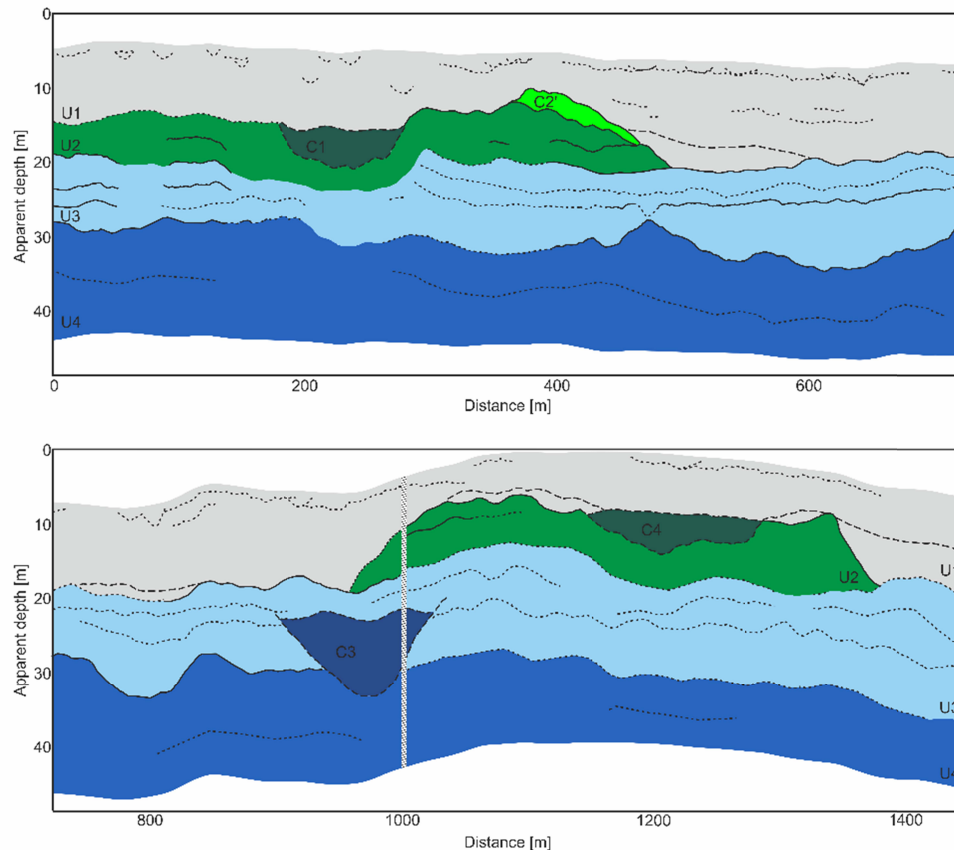 0
10
20
30
40
Apparent depth [m]
U1
U2
U3
U4
C1
C2'
0 200 400 600
Distance [m]
0
10
20
30
40
Apparent depth [m]
C3
C4
U2
U1
U3
U4
800 1000 1200 1400
Distance [m]